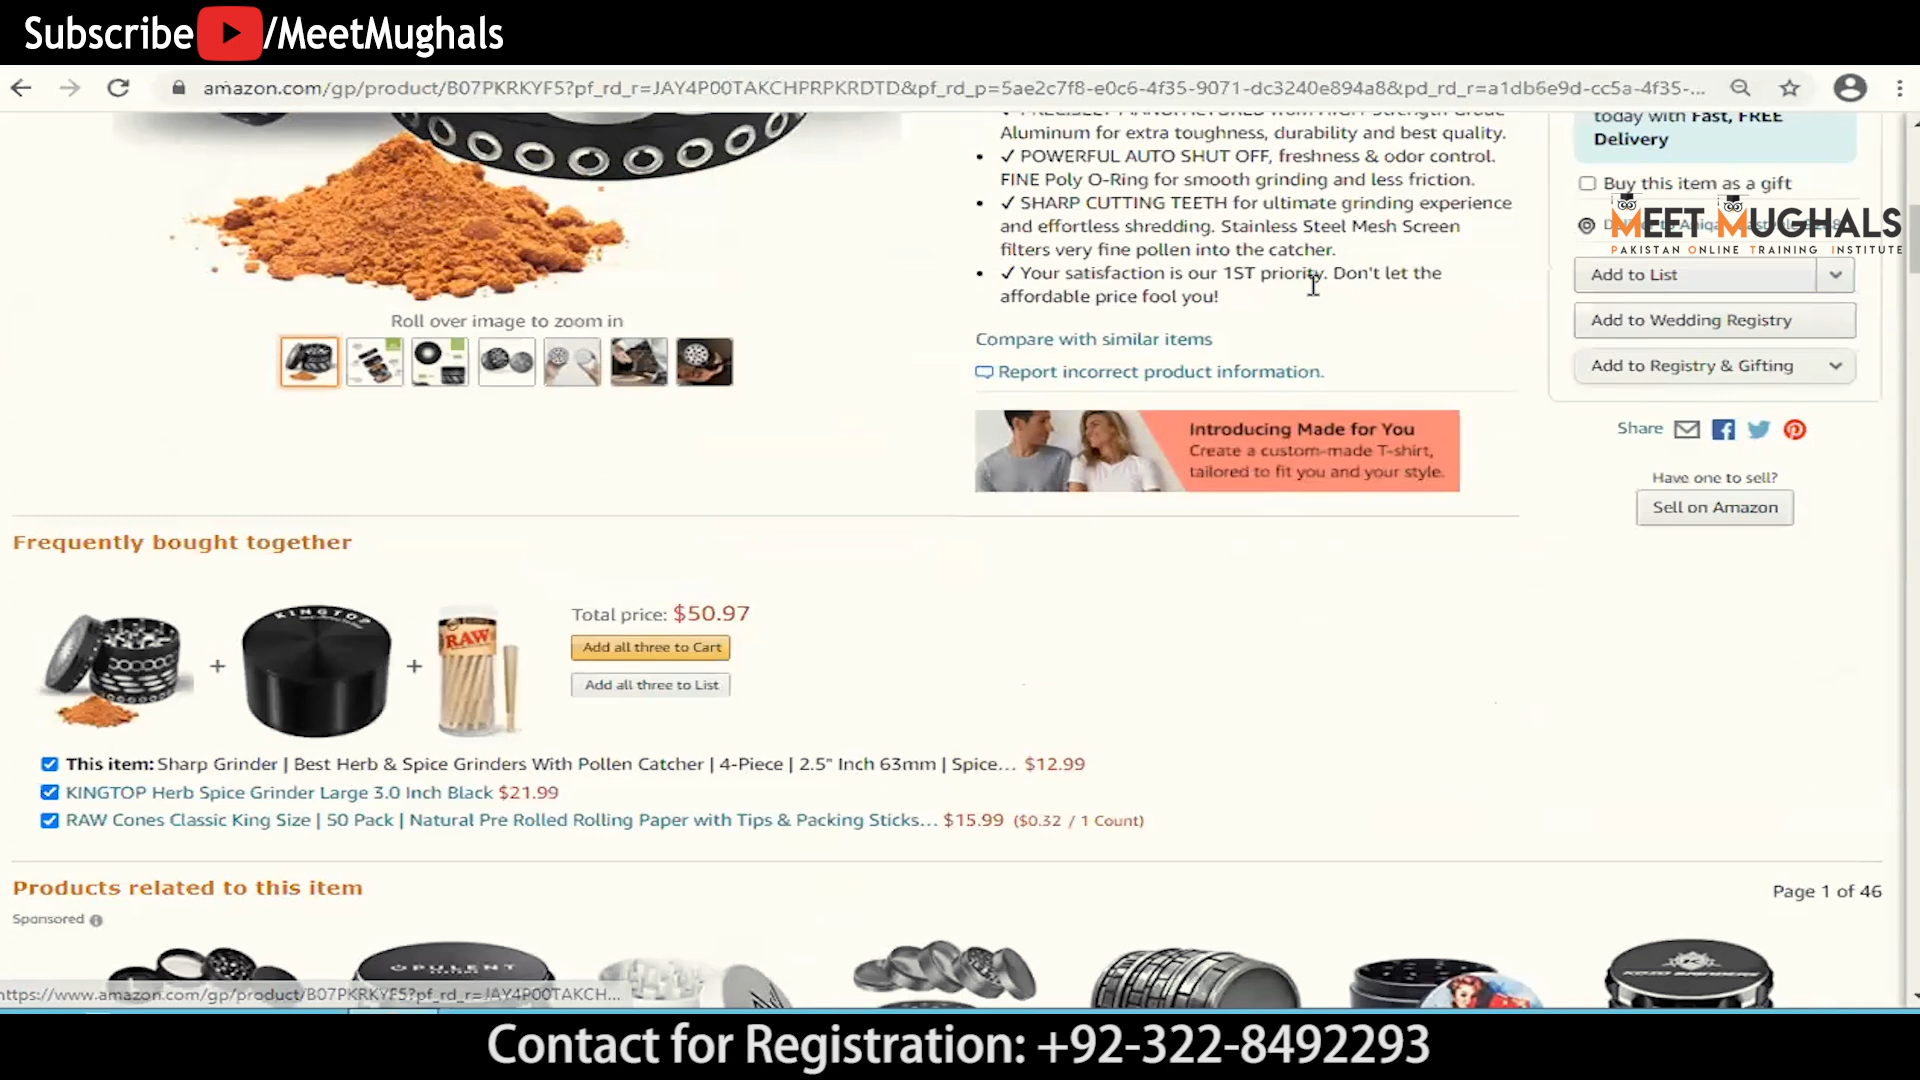 Subscribe /MeetMughals
amazon.com/gp/product/B07PKRKYF5?pf_rd_r=JAY4P00TAKCHPRPKRDTD&pf_rd_p=5ae2c7f8-e0c6-4f35-9071-dc3240e894a8&pd_rd_r=a1db6e9d-cc5a-4f35-...
Aluminum for extra toughness, durability and best quality.
✓ POWERFUL AUTO SHUT OFF, freshness & odor control.
FINE Poly O-Ring for smooth grinding and less friction.
✓ SHARP CUTTING TEETH for ultimate grinding experience
and effortless shredding. Stainless Steel Mesh Screen
filters very fine pollen into the catcher.
✓ Your satisfaction is our 1ST priority. Don't let the
affordable price fool you!
Compare with similar items
Report incorrect product information.
Introducing Made for You
Create a custom-made T-shirt,
tailored to fit you and your style.
today with Fast, FREE
Delivery
Buy this item as a gift
MEET MUGHALS
PAKISTAN ONLINE TRAINING INSTITUTE
Add to List
Add to Wedding Registry
Add to Registry & Gifting
Share
Have one to sell?
Sell on Amazon
Roll over image to zoom in
Frequently bought together
KINGTOP
RAW
Total price: $50.97
Add all three to Cart
Add all three to List
This item: Sharp Grinder | Best Herb & Spice Grinders With Pollen Catcher | 4-Piece | 2.5" Inch 63mm | Spice… $12.99
KINGTOP Herb Spice Grinder Large 3.0 Inch Black $21.99
RAW Cones Classic King Size | 50 Pack | Natural Pre Rolled Rolling Paper with Tips & Packing Sticks… $15.99 ($0.32 / 1 Count)
Products related to this item
Page 1 of 46
Sponsored
OPULENT
https://www.amazon.com/gp/product/B07PKRKYF5?pf_rd_r=JAY4P00TAKCH...
Contact for Registration: +92-322-8492293